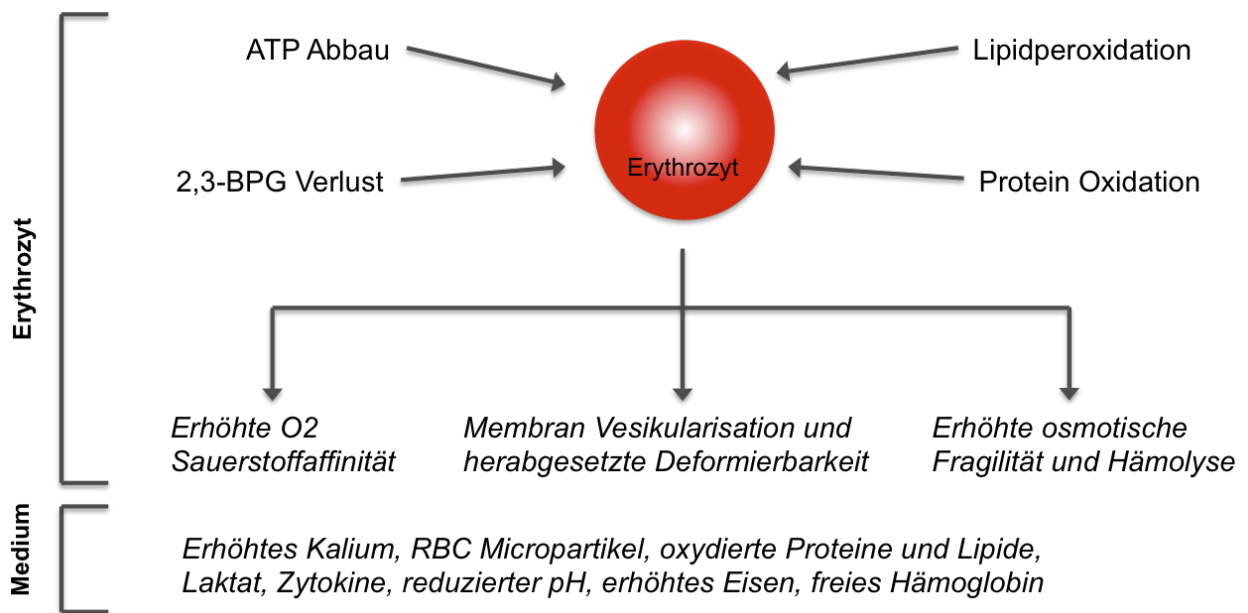 ATP Abbau
Lipidperoxidation
Erythrozyt
2,3-BPG Verlust
Protein Oxidation
Erythrozyt
Erhöhte O2
Sauerstoffaffinität
Membran Vesikularisation und
herabgesetzte Deformierbarkeit
Erhöhte osmotische
Fragilität und Hämolyse
Medium
Erhöhtes Kalium, RBC Micropartikel, oxydierte Proteine und Lipide,
Laktat, Zytokine, reduzierter pH, erhöhtes Eisen, freies Hämoglobin